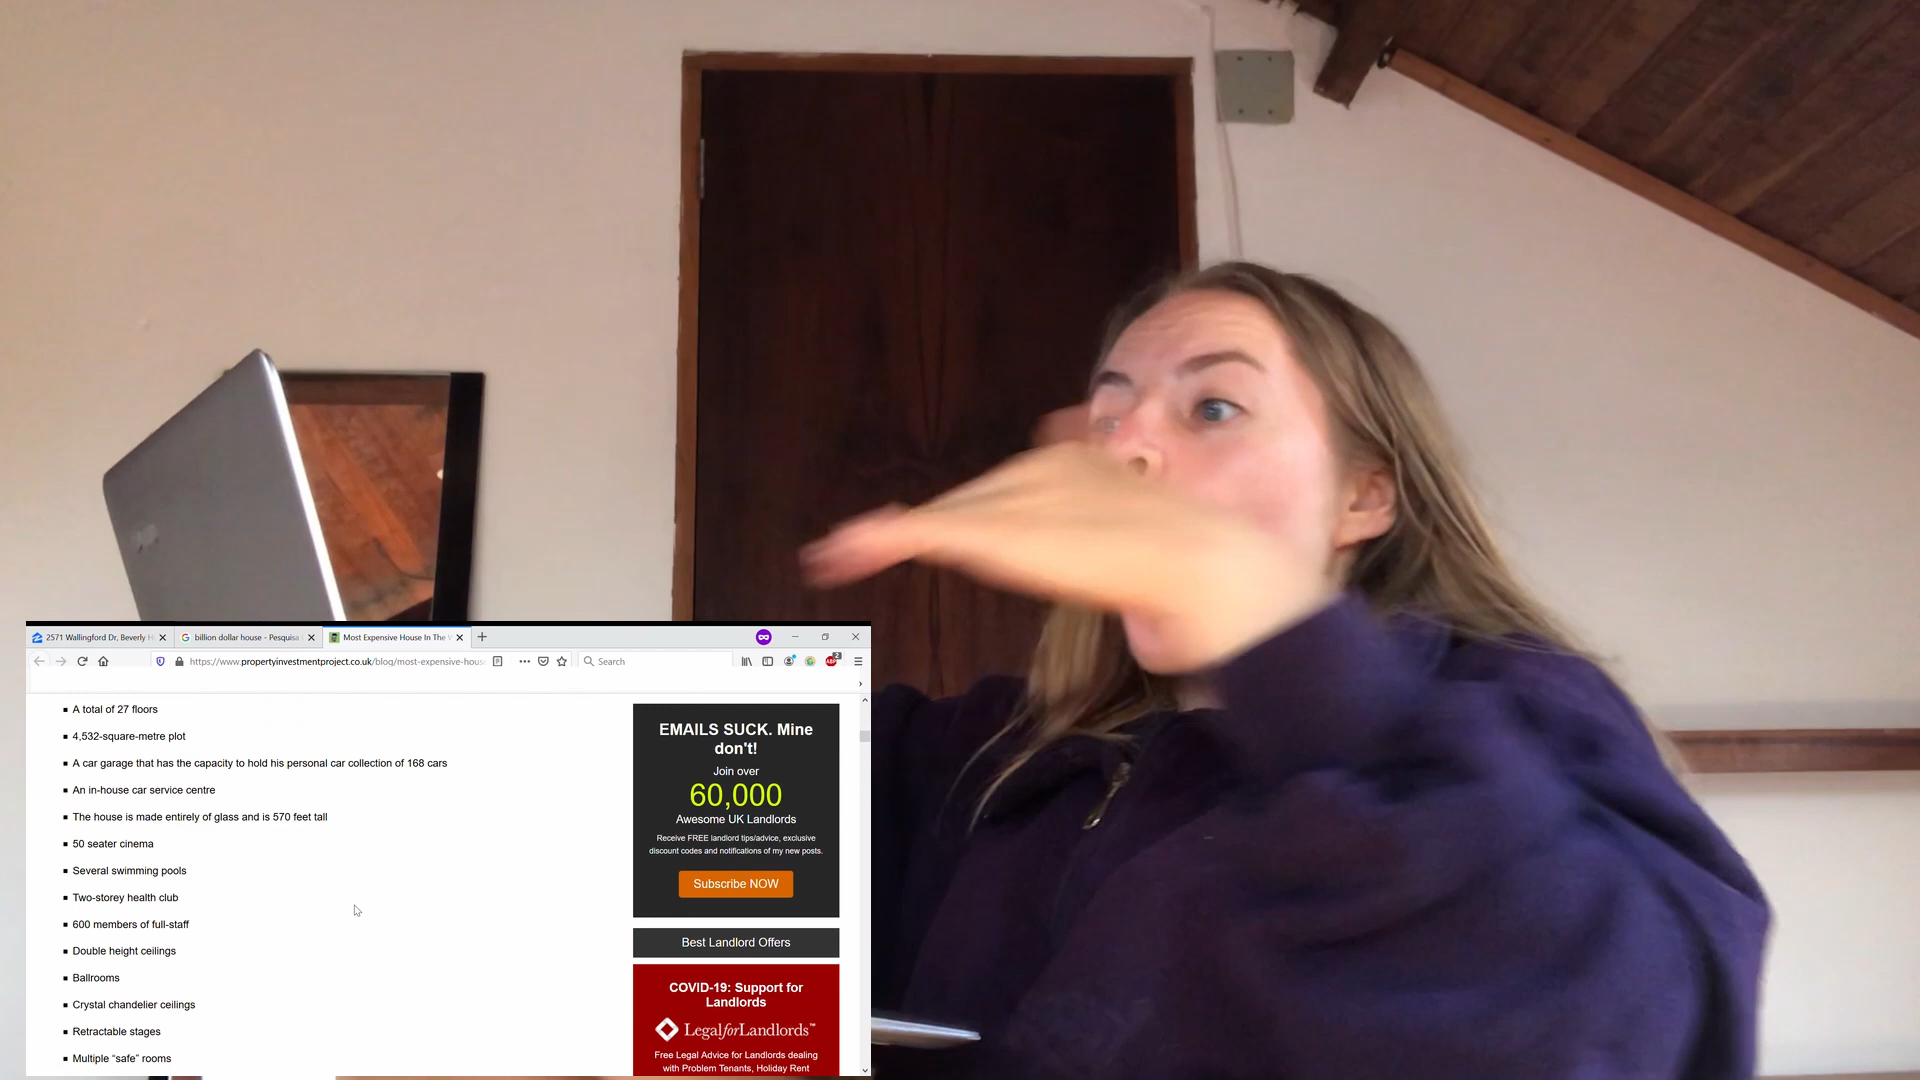 2571 Wallingford Dr, Beverly H
billion dollar house - Pesquisa
Most Expensive House In The W
https://www.propertyinvestmentproject.co.uk/blog/most-expensive-hous
Search
ABP
2
A total of 27 floors
4,532-square-metre plot
A car garage that has the capacity to hold his personal car collection of 168 cars
An in-house car service centre
The house is made entirely of glass and is 570 feet tall
50 seater cinema
Several swimming pools
Two-storey health club
600 members of full-staff
Double height ceilings
Ballrooms
Crystal chandelier ceilings
Retractable stages
Multiple “safe” rooms
EMAILS SUCK. Mine
don't!
Join over
60,000
Awesome UK Landlords
Receive FREE landlord tips/advice, exclusive
discount codes and notifications of my new posts.
Subscribe NOW
Best Landlord Offers
COVID-19: Support for
Landlords
LegalforLandlords™
Free Legal Advice for Landlords dealing
with Problem Tenants, Holiday Rent